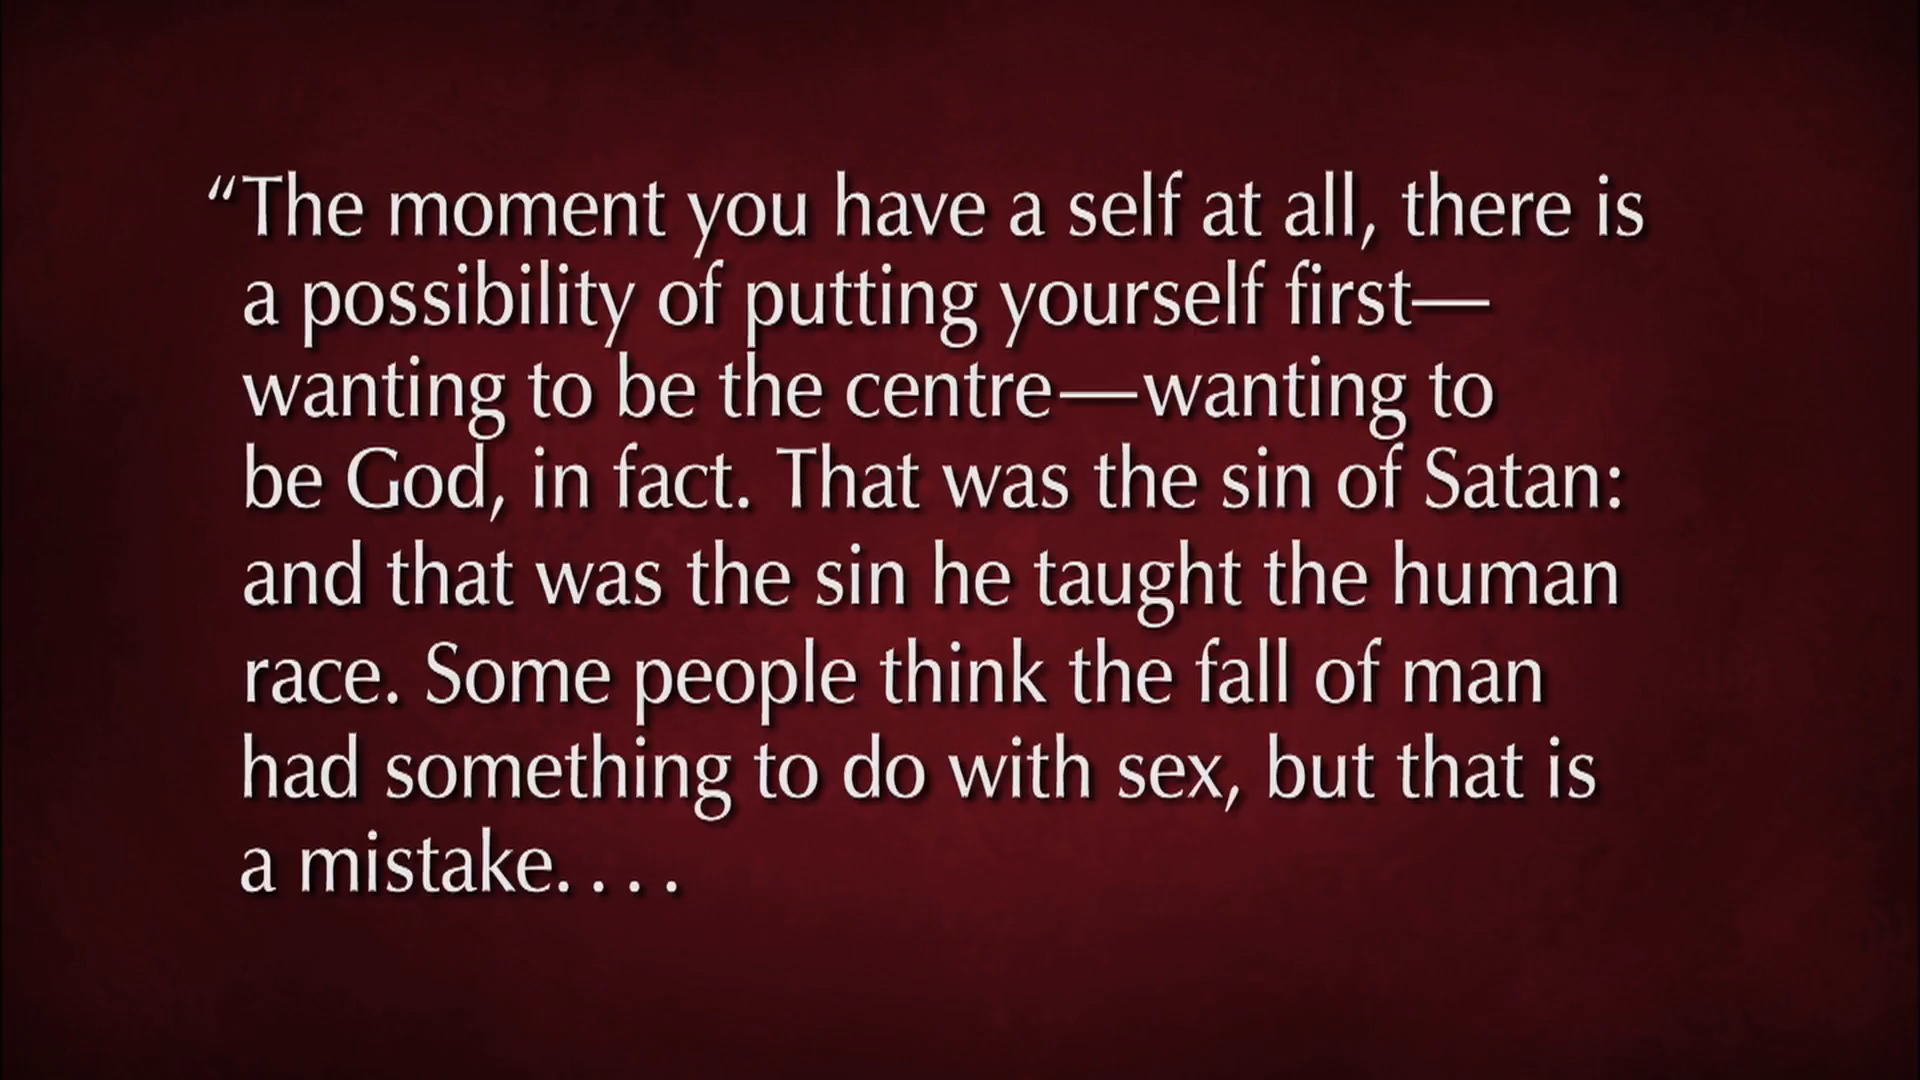 “The moment you have a self at all, there is
a possibility of putting yourself first—
wanting to be the centre—wanting to
be God, in fact. That was the sin of Satan:
and that was the sin he taught the human
race. Some people think the fall of man
had something to do with sex, but that is
a mistake. . . .